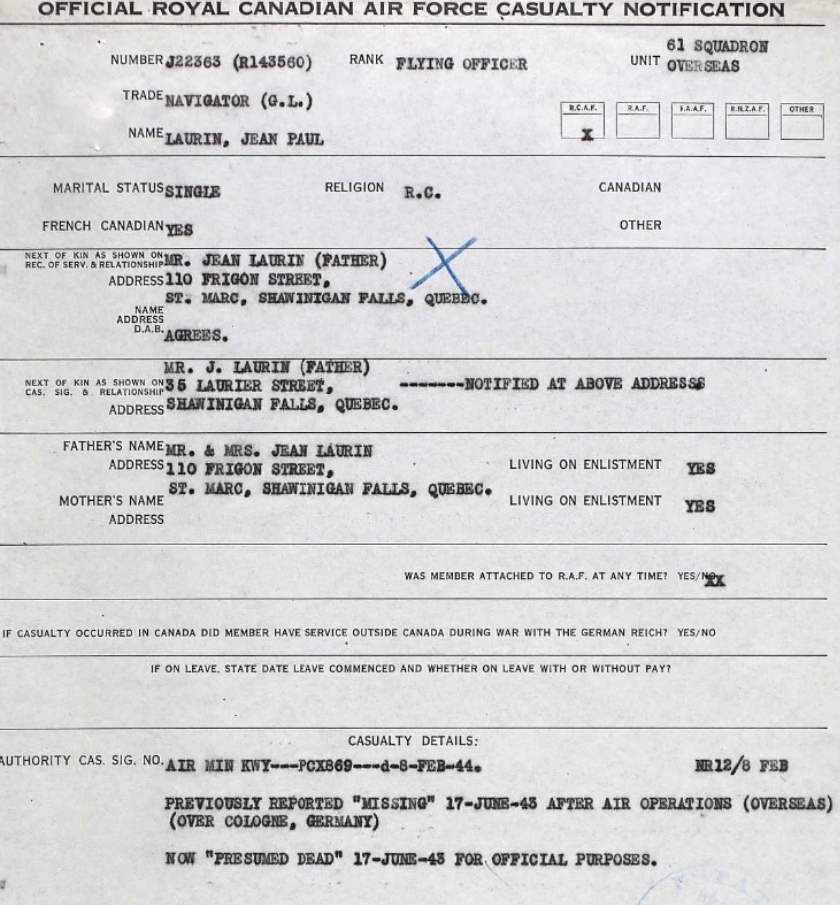 OFFICIAL ROYAL CANADIAN AIR FORCE CASUALTY NOTIFICATION
NUMBER J22363 (R143560) RANK FLYING OFFICER UNIT 61 SQUADRON OVERSEAS
TRADE NAVIGATOR (G.L.)
R.C.A.F. R.A.F. F.A.A.F. R.N.Z.A.F. OTHER
X
NAME LAURIN, JEAN PAUL
MARITAL STATUS SINGLE RELIGION R.C. CANADIAN
FRENCH CANADIAN YES OTHER
NEXT OF KIN AS SHOWN ON REC. OF SERV. & RELATIONSHIP MR. JEAN LAURIN (FATHER)
ADDRESS 110 FRIGON STREET,
ST. MARC, SHAWINIGAN FALLS, QUEBEC.
NAME
ADDRESS
D.A.B. AGREES.
MR. J. LAURIN (FATHER)
NEXT OF KIN AS SHOWN ON CAS. SIG. & RELATIONSHIP 35 LAURIER STREET, -------NOTIFIED AT ABOVE ADDRESS
ADDRESS SHAWINIGAN FALLS, QUEBEC.
FATHER'S NAME MR. & MRS. JEAN LAURIN
ADDRESS 110 FRIGON STREET, LIVING ON ENLISTMENT YES
ST. MARC, SHAWINIGAN FALLS, QUEBEC.
MOTHER'S NAME LIVING ON ENLISTMENT YES
ADDRESS
WAS MEMBER ATTACHED TO R.A.F. AT ANY TIME? YES/NO XX
IF CASUALTY OCCURRED IN CANADA DID MEMBER HAVE SERVICE OUTSIDE CANADA DURING WAR WITH THE GERMAN REICH? YES/NO
IF ON LEAVE, STATE DATE LEAVE COMMENCED AND WHETHER ON LEAVE WITH OR WITHOUT PAY?
CASUALTY DETAILS:
AUTHORITY CAS. SIG. NO. AIR MIN KWY---PCX869---d-8-FEB-44. NR12/8 FEB
PREVIOUSLY REPORTED "MISSING" 17-JUNE-43 AFTER AIR OPERATIONS (OVERSEAS)
(OVER COLOGNE, GERMANY)
NOW "PRESUMED DEAD" 17-JUNE-43 FOR OFFICIAL PURPOSES.